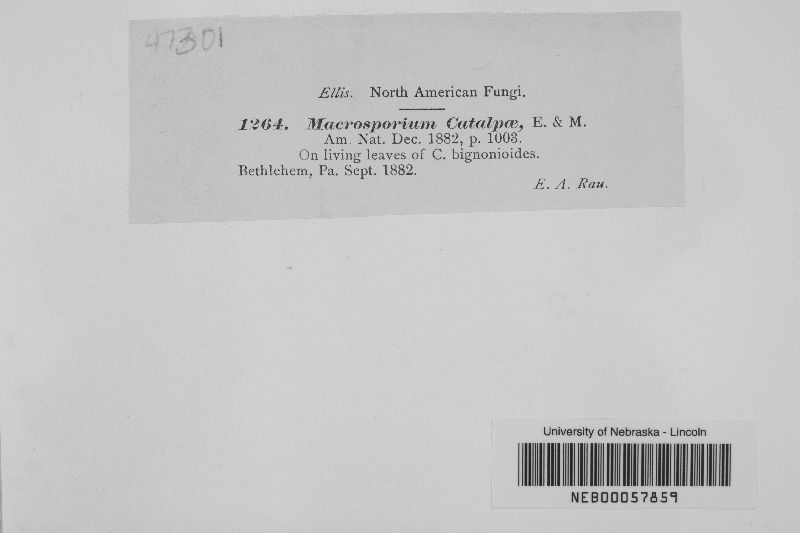 47301
Ellis. North American Fungi.
1264. Macrosporium Catalpæ, E. & M.
Am. Nat. Dec. 1882, p. 1003.
On living leaves of C. bignonioides.
Bethlehem, Pa. Sept. 1882.
E. A. Rau.
University of Nebraska - Lincoln
NEB00057859